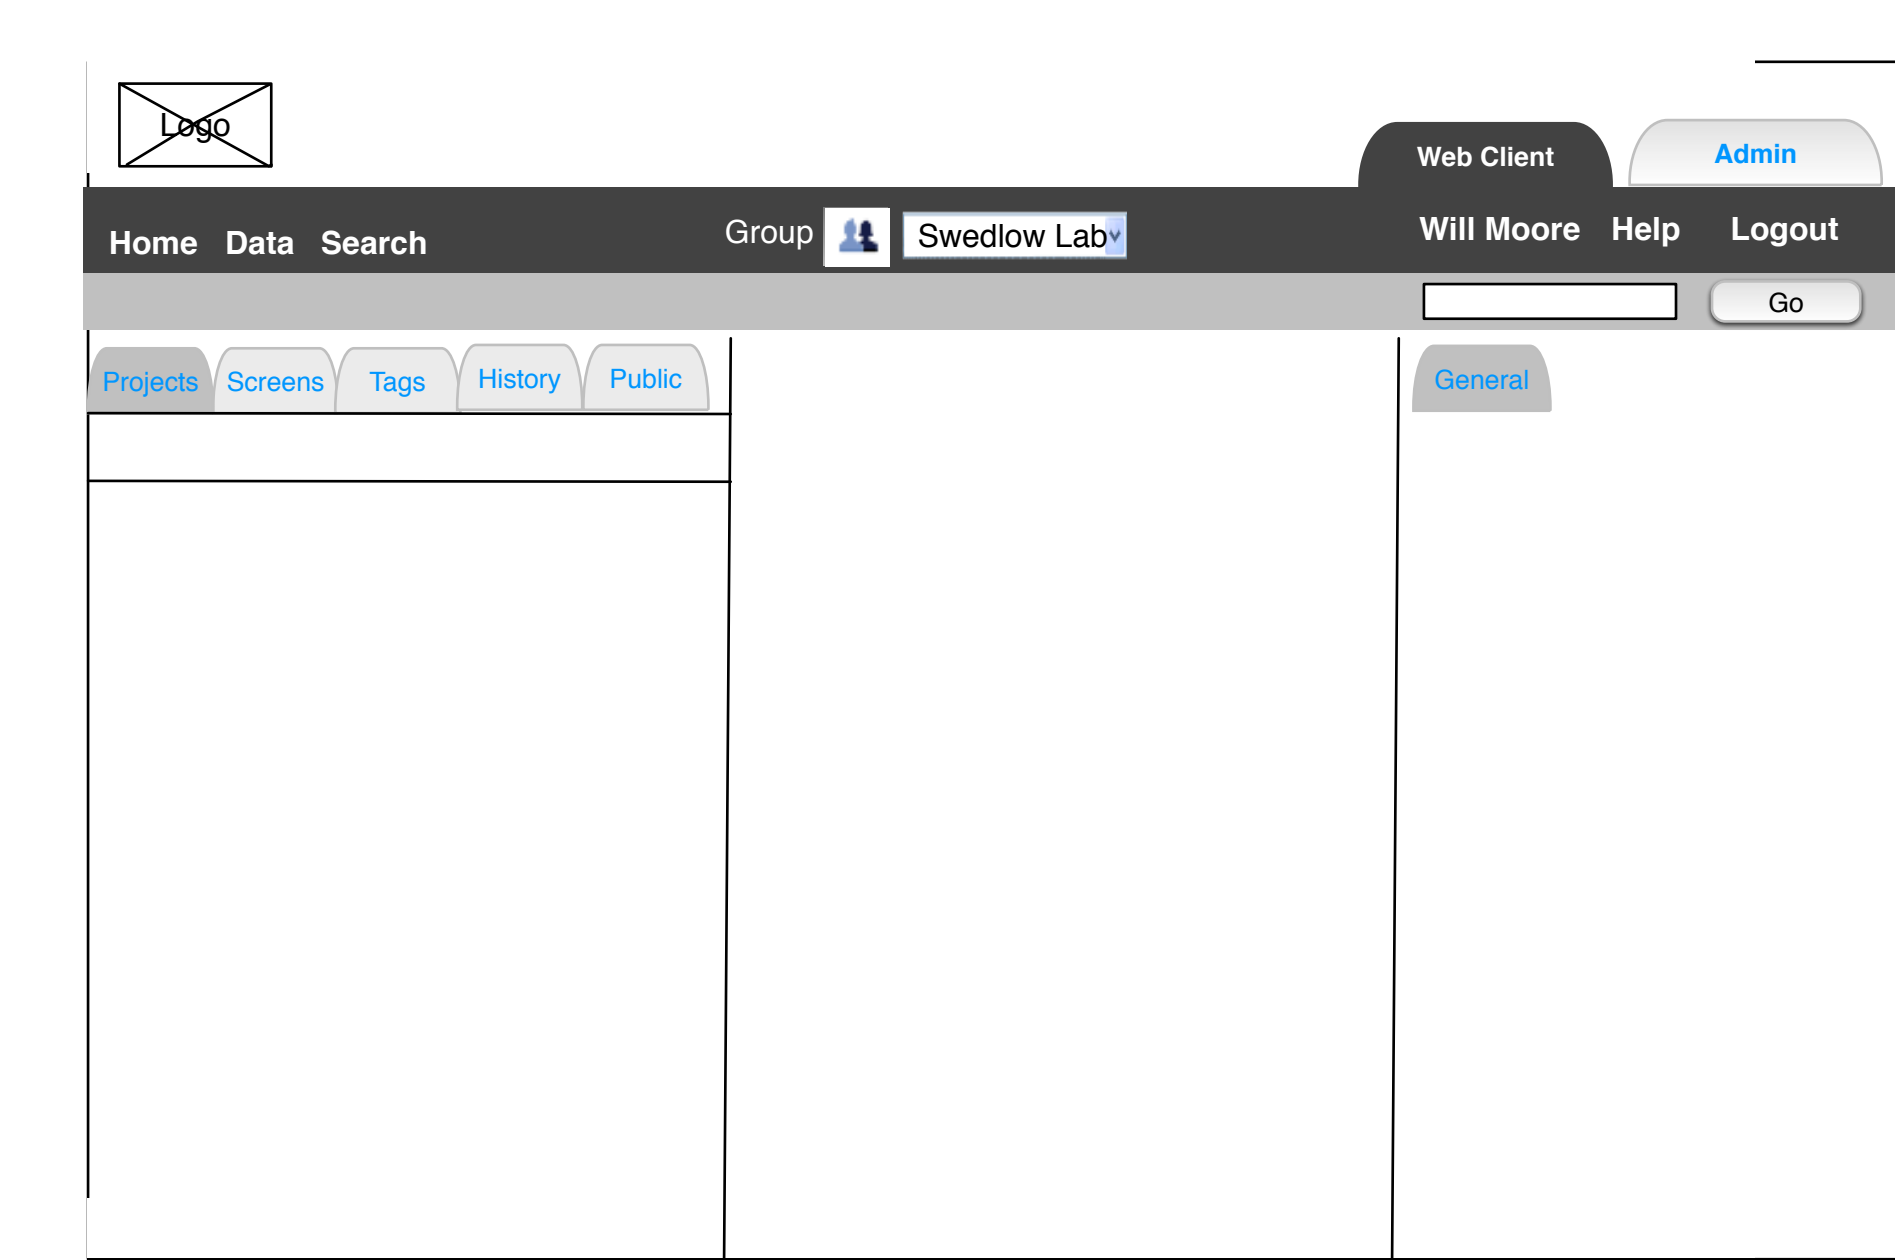 Logo
Web Client Admin
Home Data Search Group Swedlow Lab Will Moore Help Logout
Go
Projects Screens Tags History Public General